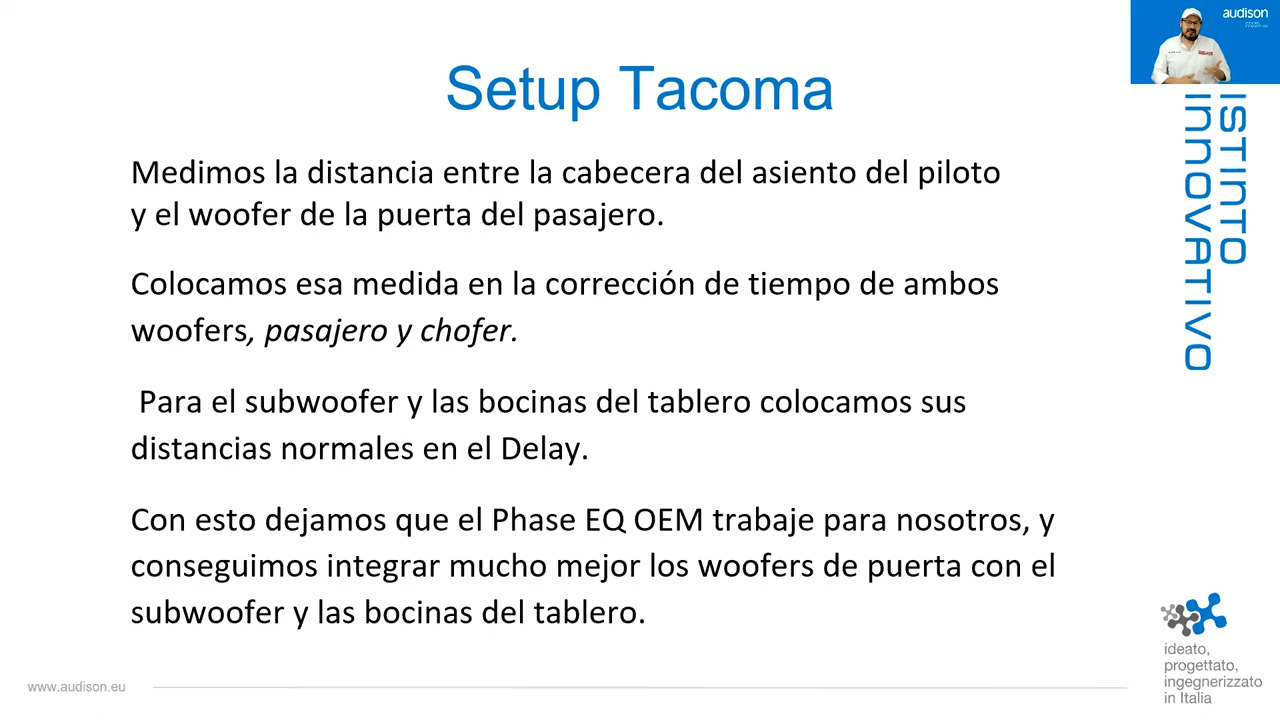 audison
Setup Tacoma
ISTINTO
INNOVATIVO
Medimos la distancia entre la cabecera del asiento del piloto
y el woofer de la puerta del pasajero.
Colocamos esa medida en la corrección de tiempo de ambos
woofers, pasajero y chofer.
Para el subwoofer y las bocinas del tablero colocamos sus
distancias normales en el Delay.
Con esto dejamos que el Phase EQ OEM trabaje para nosotros, y
conseguimos integrar mucho mejor los woofers de puerta con el
subwoofer y las bocinas del tablero.
ideato,
progettato,
ingegnerizzato
in Italia
www.audison.eu